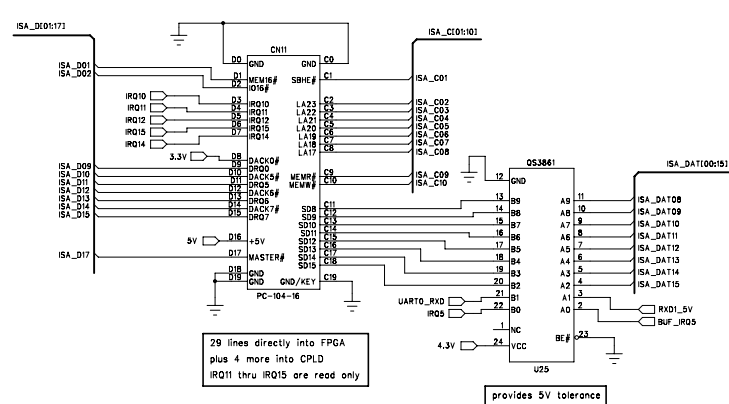 ISA_D[01:17]
ISA_C[01:10]
CN11
D0 GND GND C0
ISA_D01 D1 MEM16# SBHE# C1 ISA_C01
ISA_D02 D2 IO16#
IRQ10 D3 IRQ10 LA23 C2 ISA_C02
IRQ11 D4 IRQ11 LA22 C3 ISA_C03
IRQ12 D5 IRQ12 LA21 C4 ISA_C04
IRQ15 D6 IRQ15 LA20 C5 ISA_C05
IRQ14 D7 IRQ14 LA19 C6 ISA_C06
LA18 C7 ISA_C07
LA17 C8 ISA_C08
3.3V D8 DACK0#
ISA_D09 D9 DRQ0
ISA_D10 D10 DACK5# MEMR# C9 ISA_C09
ISA_D11 D11 DRQ5 MEMW# C10 ISA_C10
ISA_D12 D12 DACK6#
ISA_D13 D13 DRQ6
ISA_D14 D14 DACK7#
ISA_D15 D15 DRQ7
SD8 C11
SD9 C12
SD10 C13
SD11 C14
SD12 C15
SD13 C16
SD14 C17
SD15 C18
5V D16 +5V
ISA_D17 D17 MASTER#
D18 GND
D19 GND GND/KEY C19
PC-104-16
QS3861
ISA_DAT[00:15]
12 GND
13 B9 A9 11 ISA_DAT08
14 B8 A8 10 ISA_DAT09
15 B7 A7 9 ISA_DAT10
16 B6 A6 8 ISA_DAT11
17 B5 A5 7 ISA_DAT12
18 B4 A4 6 ISA_DAT13
19 B3 A3 5 ISA_DAT14
20 B2 A2 4 ISA_DAT15
UART0_RXD 21 B1 A1 3 RXD1_5V
IRQ5 22 B0 A0 2 BUF_IRQ5
1 NC
BE# 23
4.3V 24 VCC
U25
29 lines directly into FPGA
plus 4 more into CPLD
IRQ11 thru IRQ15 are read only
provides 5V tolerance